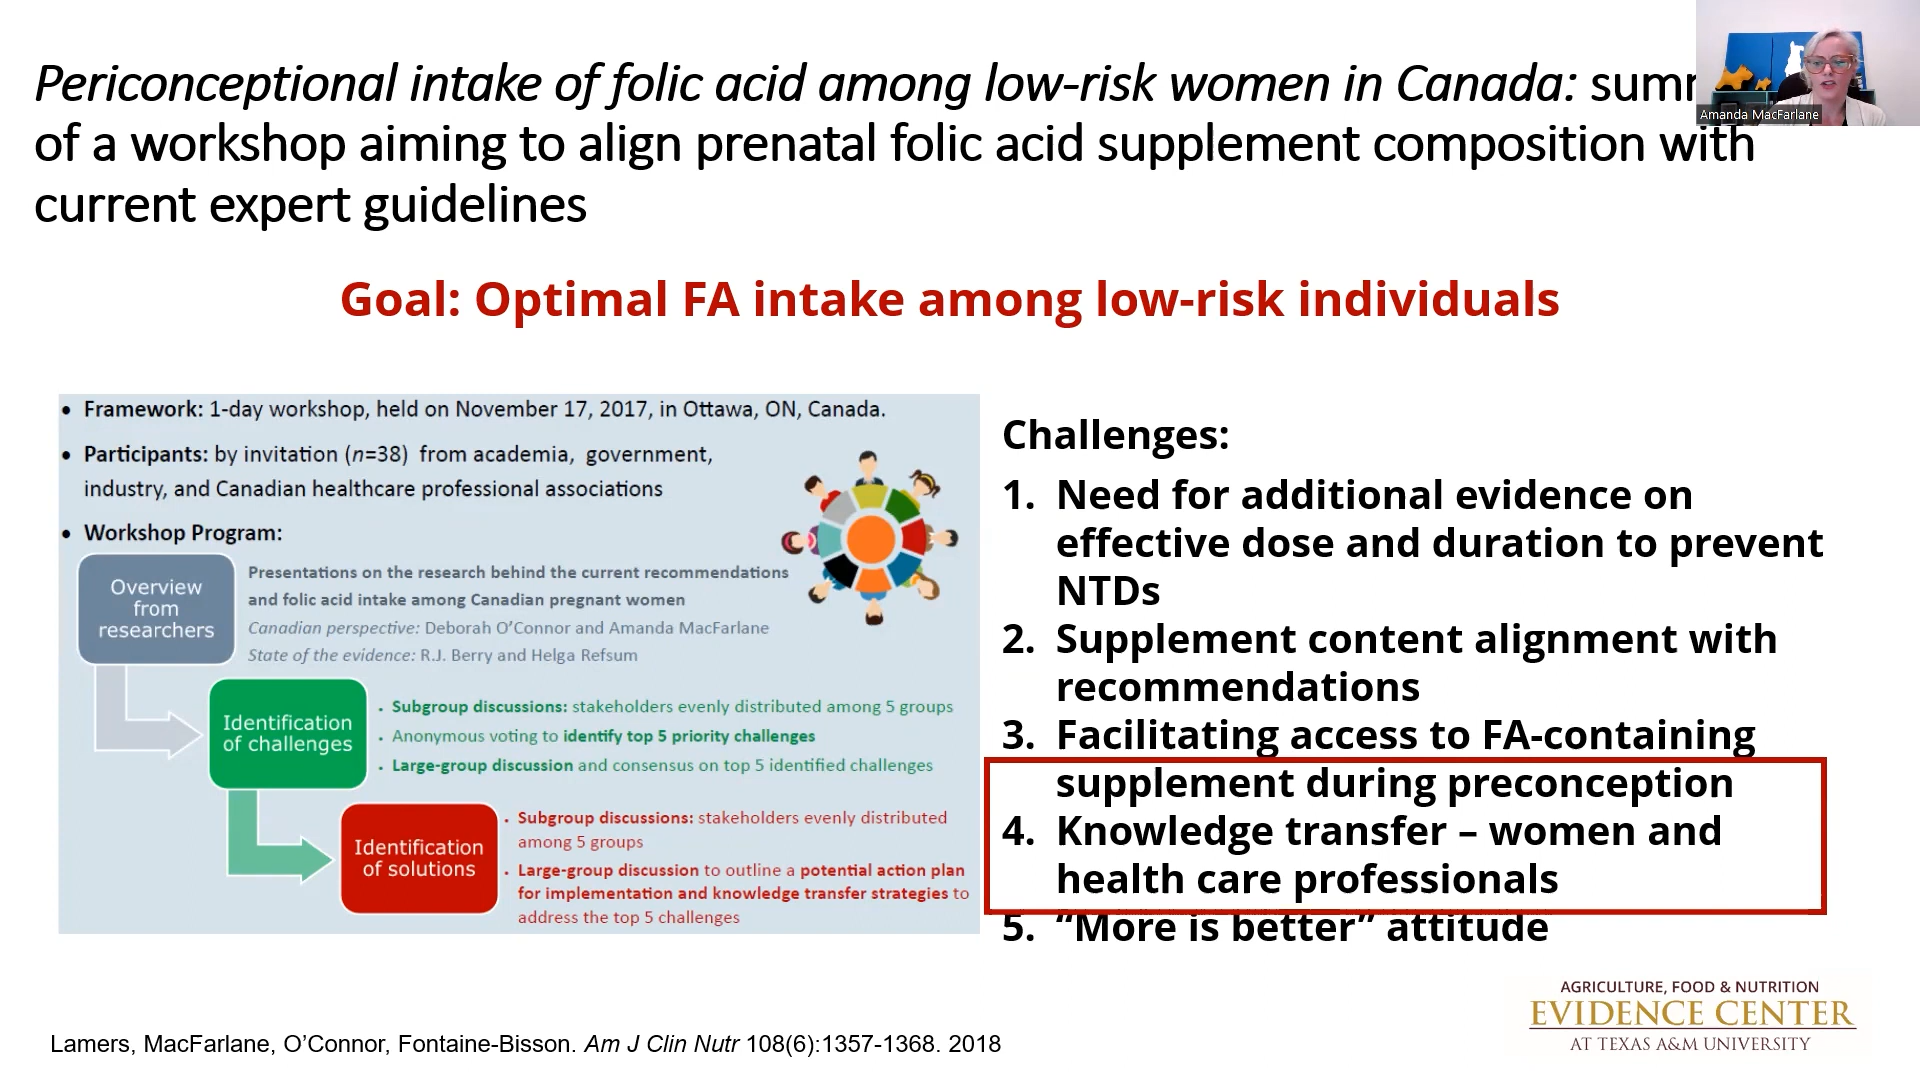 Periconceptional intake of folic acid among low-risk women in Canada: sum
of a workshop aiming to align prenatal folic acid supplement composition with
current expert guidelines
Amanda MacFarlane
Goal: Optimal FA intake among low-risk individuals
• Framework: 1-day workshop, held on November 17, 2017, in Ottawa, ON, Canada.
• Participants: by invitation (n=38) from academia, government,
industry, and Canadian healthcare professional associations
• Workshop Program:
Overview
from
researchers
Presentations on the research behind the current recommendations
and folic acid intake among Canadian pregnant women
Canadian perspective: Deborah O’Connor and Amanda MacFarlane
State of the evidence: R.J. Berry and Helga Refsum
Identification
of challenges
• Subgroup discussions: stakeholders evenly distributed among 5 groups
• Anonymous voting to identify top 5 priority challenges
• Large-group discussion and consensus on top 5 identified challenges
Identification
of solutions
• Subgroup discussions: stakeholders evenly distributed
among 5 groups
• Large-group discussion to outline a potential action plan
for implementation and knowledge transfer strategies to
address the top 5 challenges
Challenges:
1. Need for additional evidence on
effective dose and duration to prevent
NTDs
2. Supplement content alignment with
recommendations
3. Facilitating access to FA-containing
supplement during preconception
4. Knowledge transfer – women and
health care professionals
5. “More is better” attitude
Lamers, MacFarlane, O’Connor, Fontaine-Bisson. Am J Clin Nutr 108(6):1357-1368. 2018
AGRICULTURE, FOOD & NUTRITION
EVIDENCE CENTER
AT TEXAS A&M UNIVERSITY